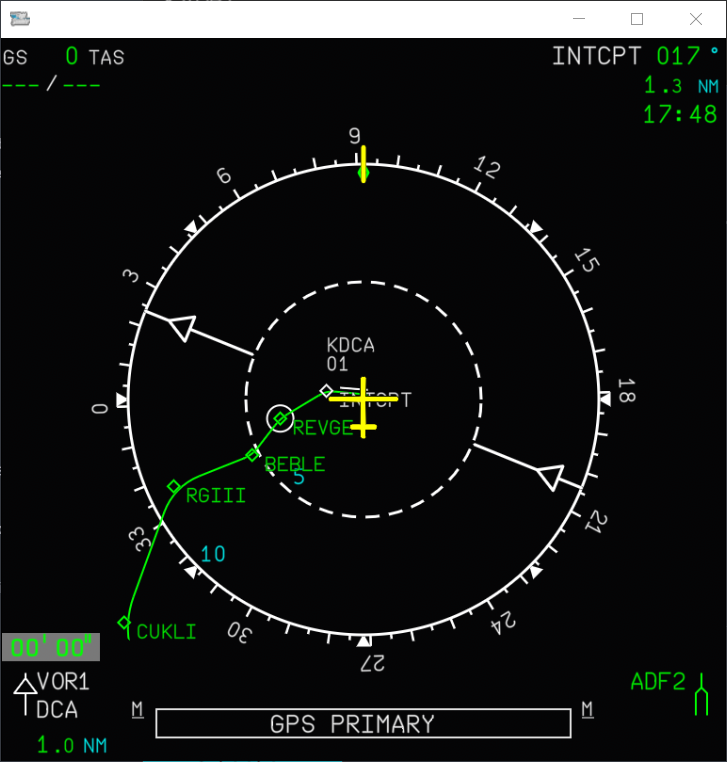 GS 0 TAS
INTCPT 017°
---/---
1.3 NM
17:48
9
6
12
3
15
KDCA
01
INTCPT
0
18
REVGE
BEBLE
5
RGIII
33
21
10
30
24
CUKLI
27
00'00"
VOR1
ADF2
DCA
M
M
GPS PRIMARY
1.0 NM